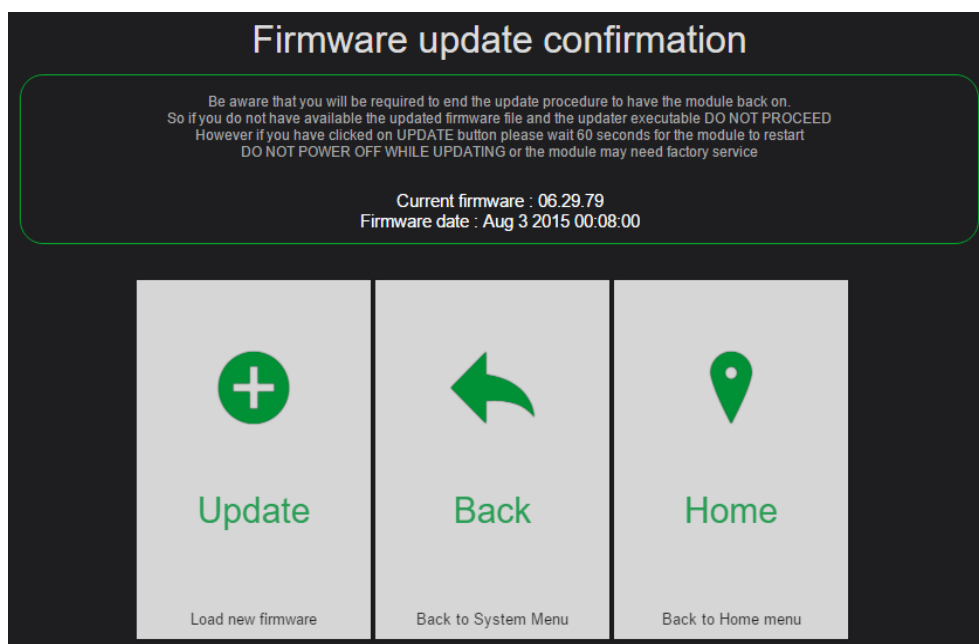 Firmware update confirmation
Be aware that you will be required to end the update procedure to have the module back on.
So if you do not have available the updated firmware file and the updater executable DO NOT PROCEED
However if you have clicked on UPDATE button please wait 60 seconds for the module to restart
DO NOT POWER OFF WHILE UPDATING or the module may need factory service
Current firmware : 06.29.79
Firmware date : Aug 3 2015 00:08:00
Update
Back
Home
Load new firmware
Back to System Menu
Back to Home menu